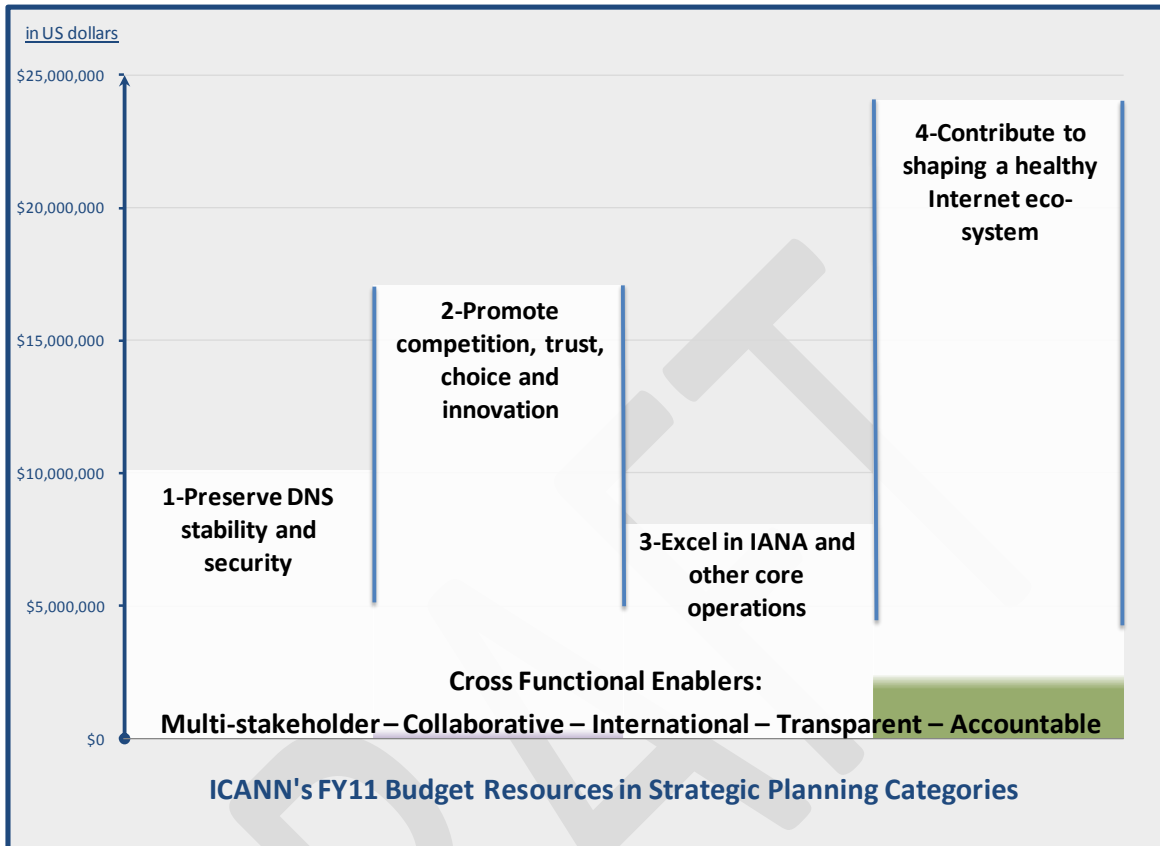 in US dollars
$25,000,000
$20,000,000
$15,000,000
$10,000,000
$5,000,000
$0
1-Preserve DNS
stability and
security
2-Promote
competition, trust,
choice and
innovation
3-Excel in IANA and
other core
operations
4-Contribute to
shaping a healthy
Internet eco-
system
Cross Functional Enablers:
Multi-stakeholder – Collaborative – International – Transparent – Accountable
ICANN's FY11 Budget Resources in Strategic Planning Categories
DRAFT